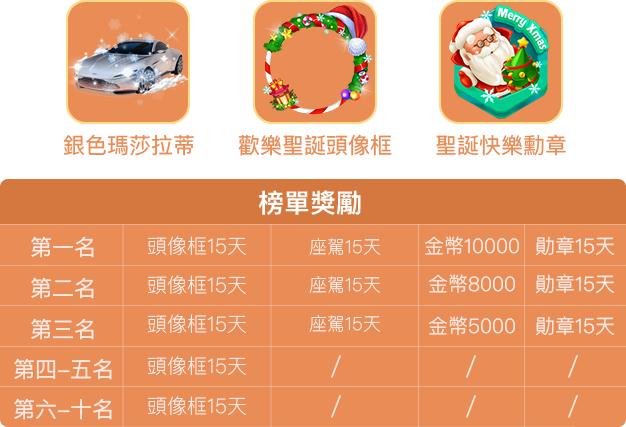 Merry Xmas
銀色瑪莎拉蒂 歡樂聖誕頭像框 聖誕快樂勳章
榜單獎勵
第一名 頭像框15天 座駕15天 金幣10000 勛章15天
第二名 頭像框15天 座駕15天 金幣8000 勛章15天
第三名 頭像框15天 座駕15天 金幣5000 勛章15天
第四-五名 頭像框15天 / / /
第六-十名 頭像框15天 / / /